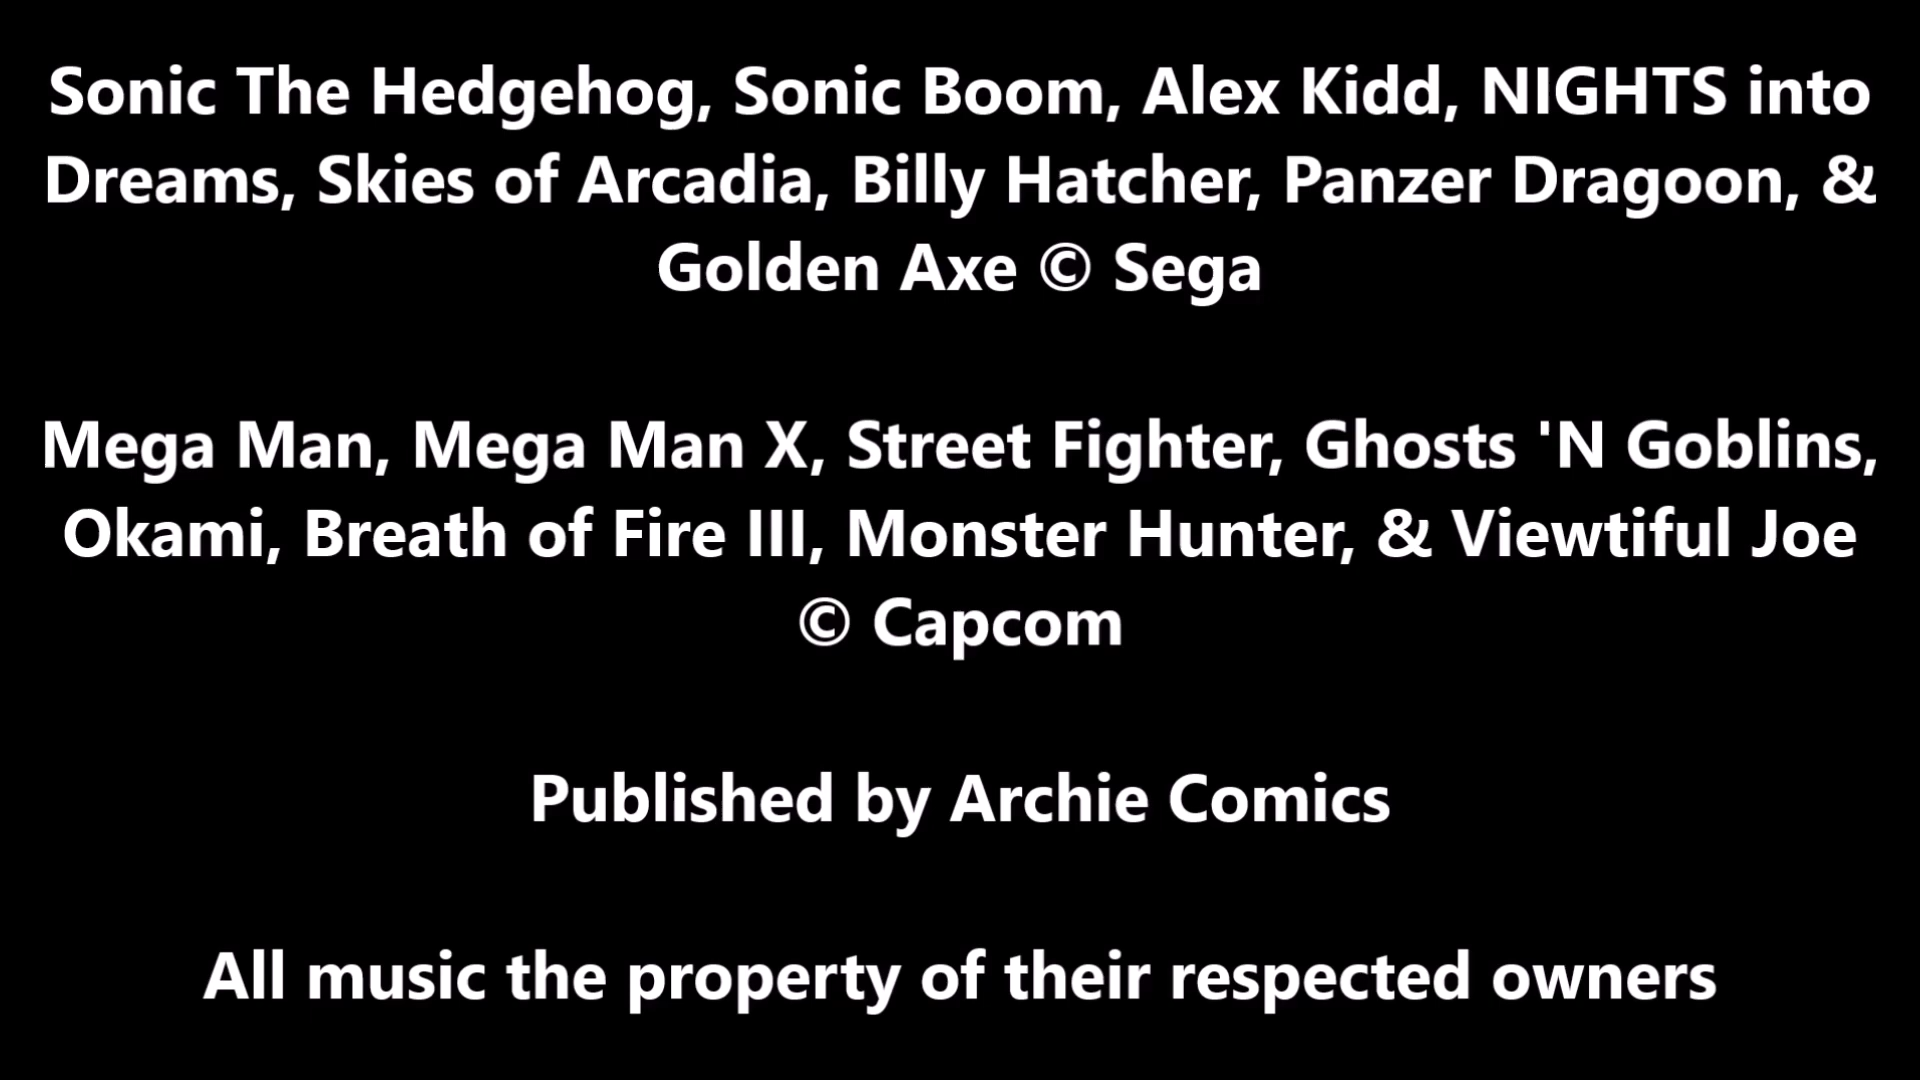 Sonic The Hedgehog, Sonic Boom, Alex Kidd, NIGHTS into
Dreams, Skies of Arcadia, Billy Hatcher, Panzer Dragoon, &
Golden Axe © Sega
Mega Man, Mega Man X, Street Fighter, Ghosts 'N Goblins,
Okami, Breath of Fire III, Monster Hunter, & Viewtiful Joe
© Capcom
Published by Archie Comics
All music the property of their respected owners